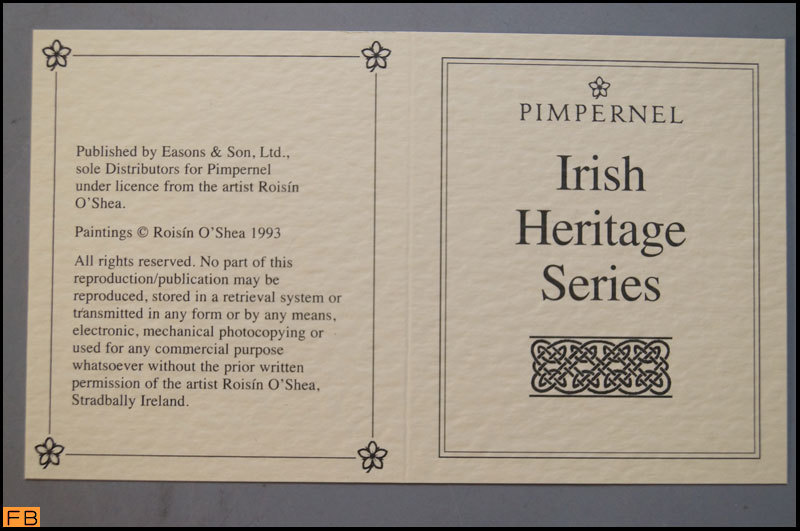 Published by Easons & Son, Ltd.,
sole Distributors for Pimpernel
under licence from the artist Roisín
O'Shea.
Paintings © Roisín O'Shea 1993
All rights reserved. No part of this
reproduction/publication may be
reproduced, stored in a retrieval system or
transmitted in any form or by any means,
electronic, mechanical photocopying or
used for any commercial purpose
whatsoever without the prior written
permission of the artist Roisín O'Shea,
Stradbally Ireland.
PIMPERNEL
Irish
Heritage
Series
FB